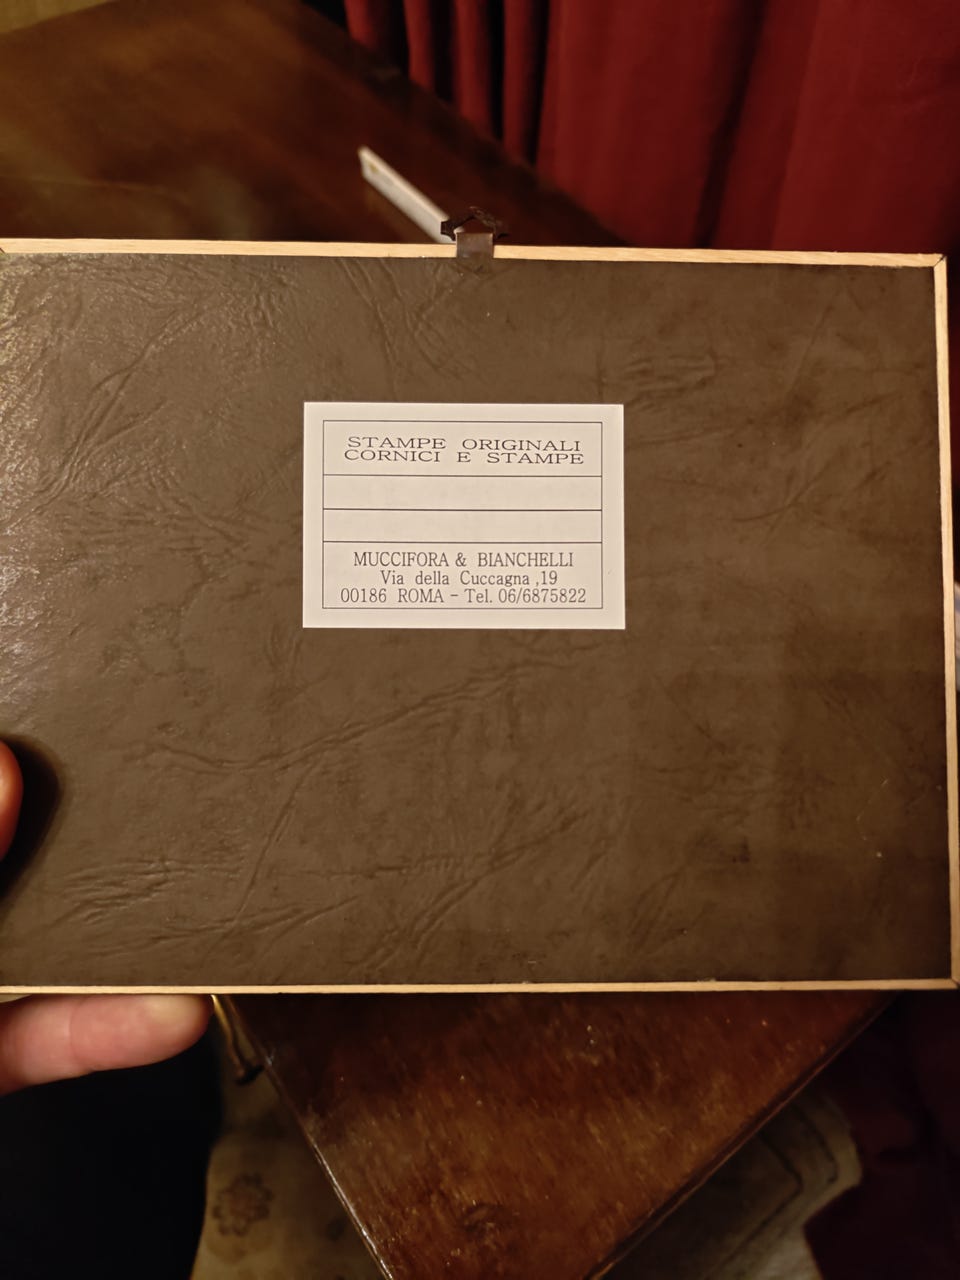 STAMPE ORIGINALI
CORNICI E STAMPE
MUCCIFORA & BIANCHELLI
Via della Cuccagna ,19
00186 ROMA - Tel. 06/6875822